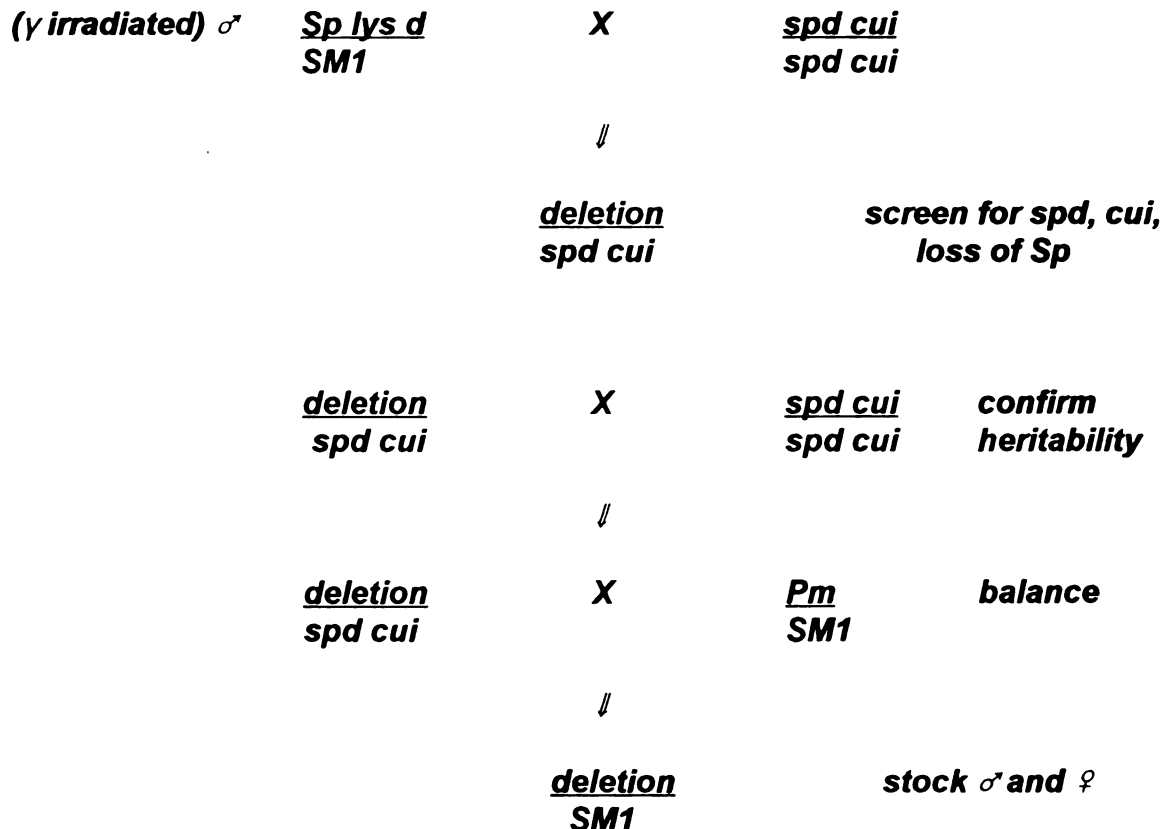 (γ irradiated) ♂ Sp lys d X spd cui
SM1 spd cui
⇓
deletion screen for spd, cui,
spd cui loss of Sp
deletion X spd cui confirm
spd cui spd cui heritability
⇓
deletion X Pm balance
spd cui SM1
⇓
deletion stock ♂ and ♀
SM1